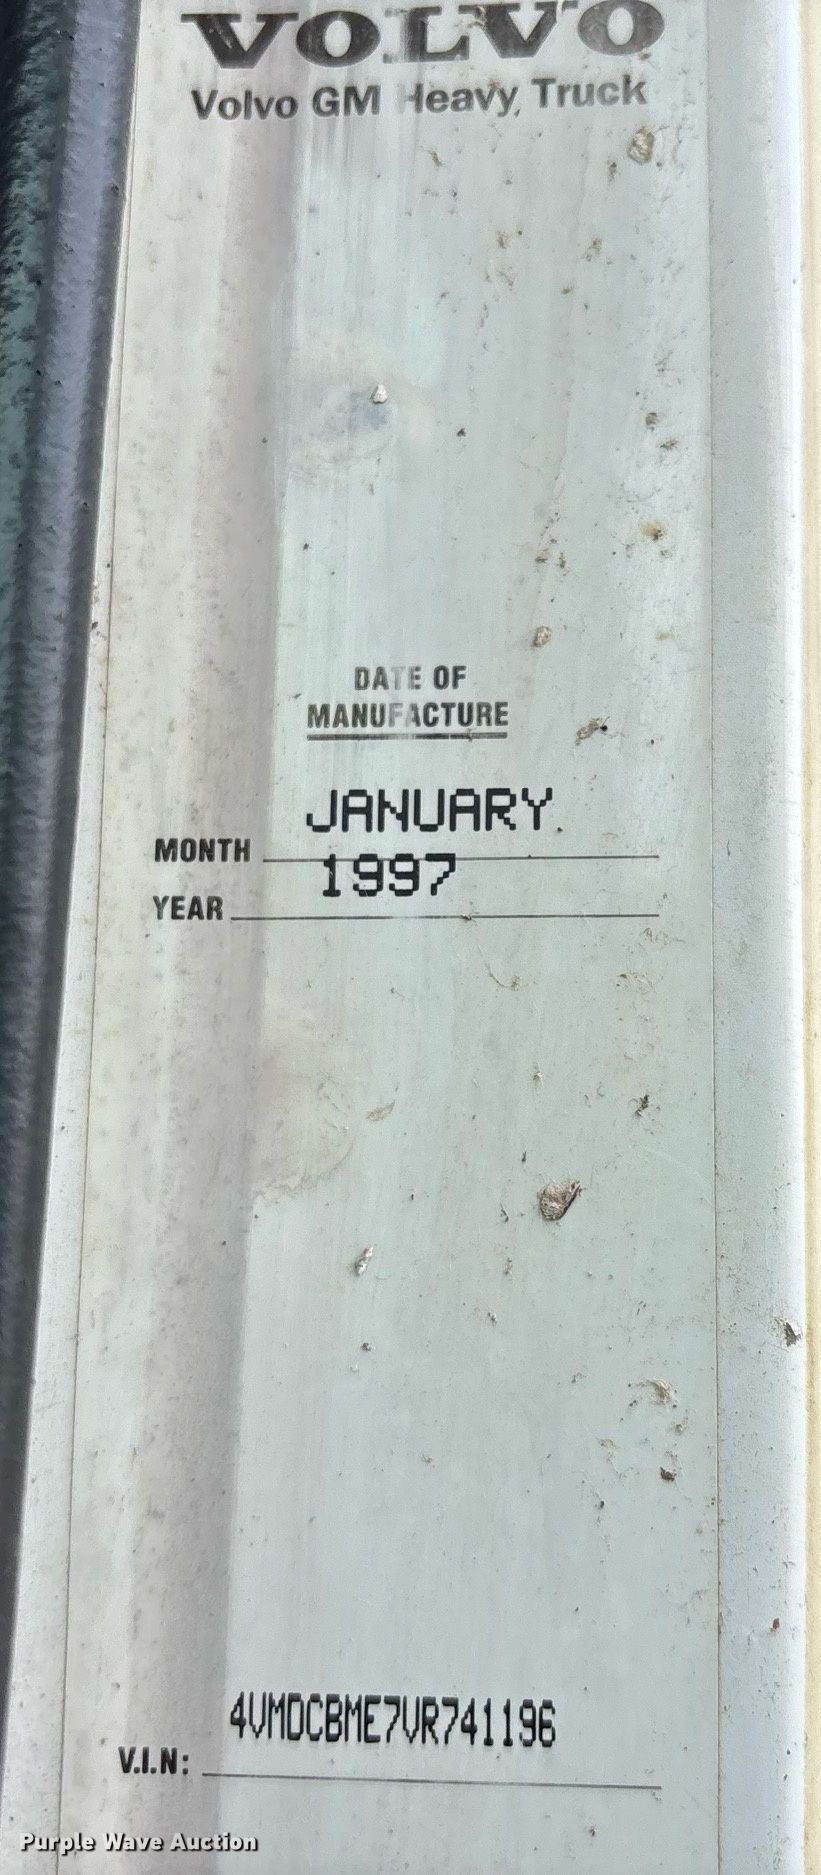 VOLVO
Volvo GM Heavy Truck
DATE OF
MANUFACTURE
MONTH JANUARY
YEAR 1997
V.I.N: 4VMDCBME7VR741196
Purple Wave Auction